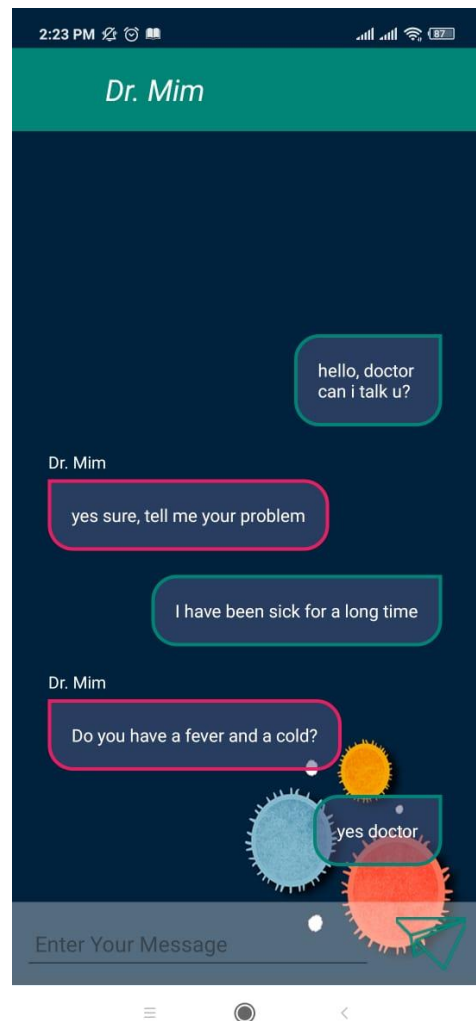 2:23 PM
87
Dr. Mim
hello, doctor
can i talk u?
Dr. Mim
yes sure, tell me your problem
I have been sick for a long time
Dr. Mim
Do you have a fever and a cold?
yes doctor
Enter Your Message